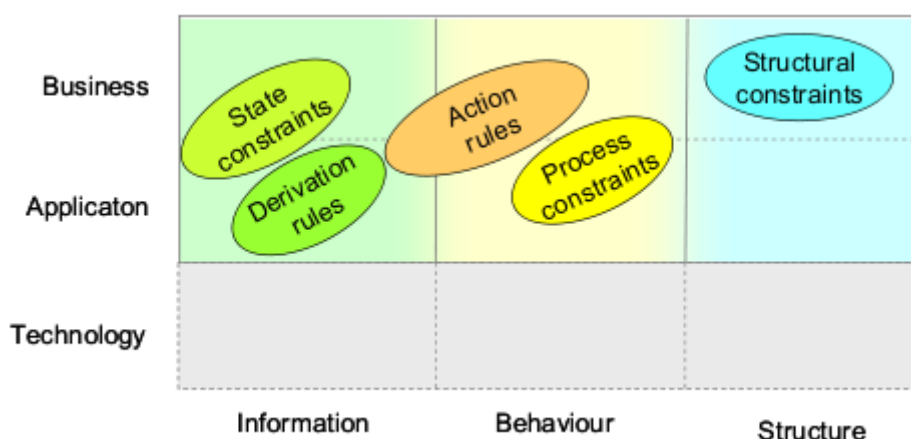 Business
State
constraints
Action
rules
Structural
constraints
Applicaton
Derivation
rules
Process
constraints
Technology
Information
Behaviour
Structure